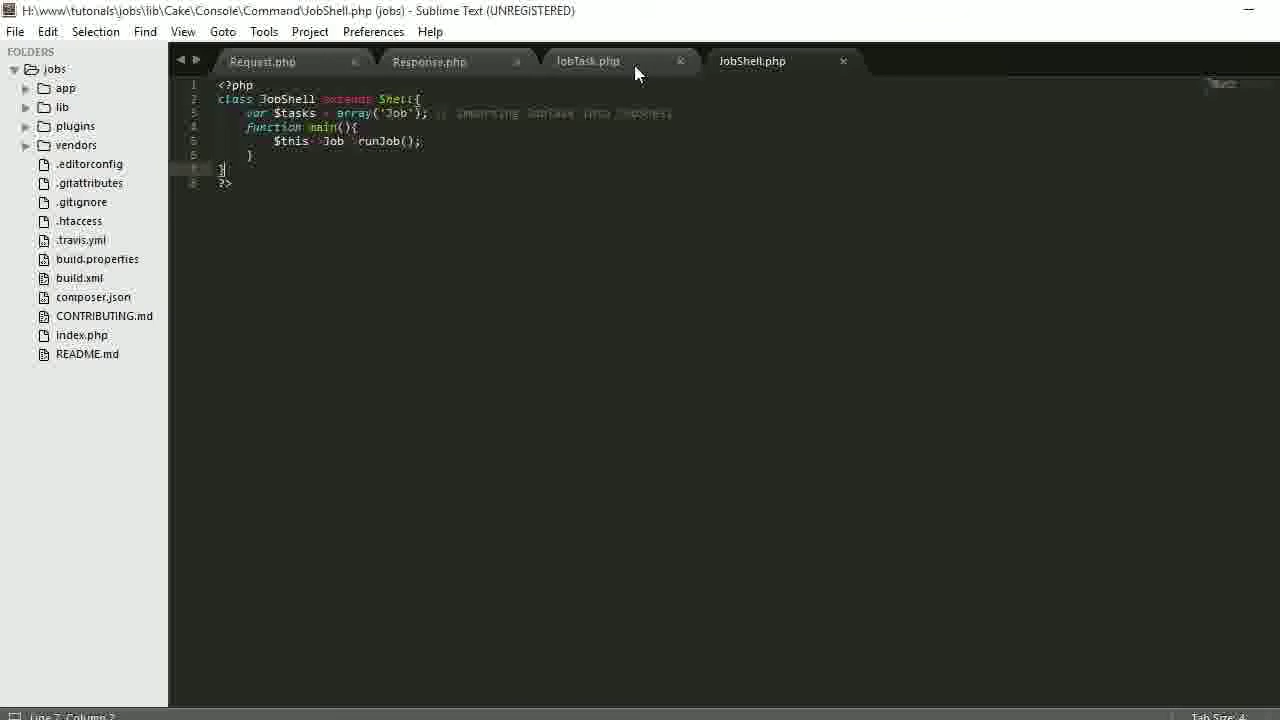 H:\www\tutorials\jobs\lib\Cake\Console\Command\JobShell.php (jobs) - Sublime Text (UNREGISTERED)
File Edit Selection Find View Goto Tools Project Preferences Help
FOLDERS
jobs
app
lib
plugins
vendors
.editorconfig
.gitattributes
.gitignore
.htaccess
.travis.yml
build.properties
build.xml
composer.json
CONTRIBUTING.md
index.php
README.md
Request.php Response.php JobTask.php JobShell.php
1 <?php
2 class JobShell extends Shell{
3 var $tasks = array('Job'); // Importing JobTask into JobShell
4 function main(){
5 $this->Job->runJob();
6 }
7 }
8 ?>
Line 7, Column 2 Tab Size: 4